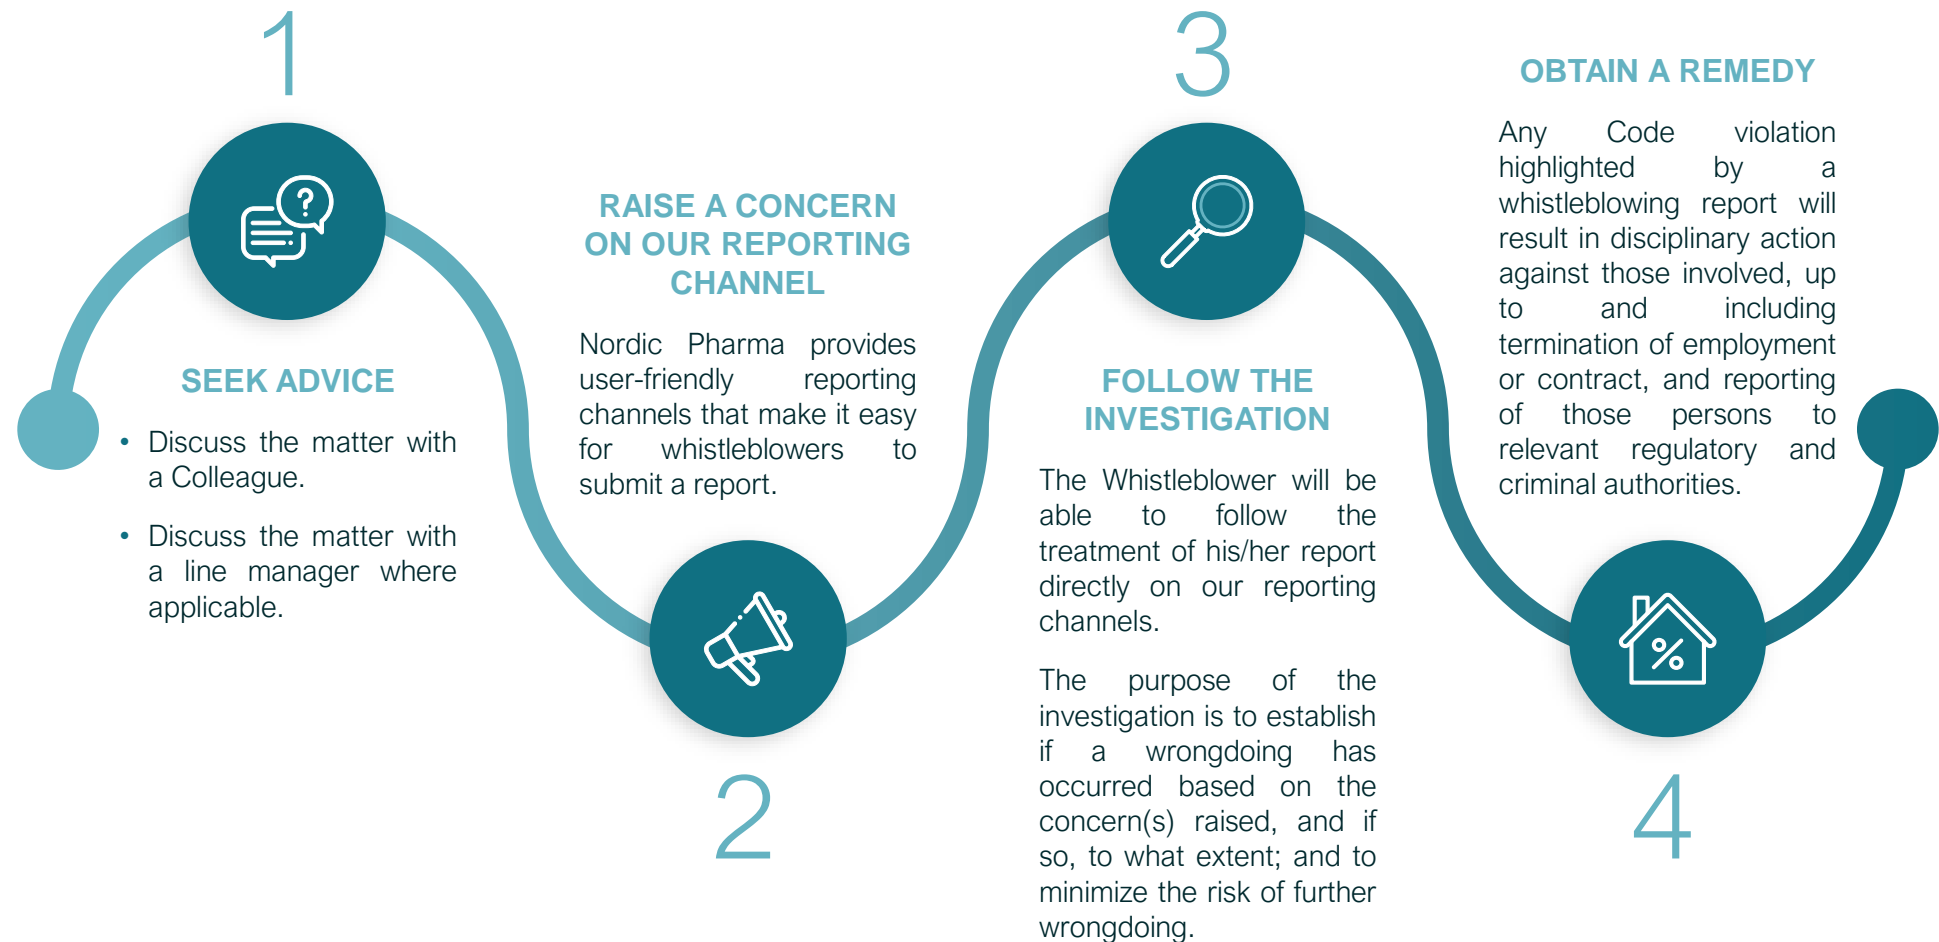 1
SEEK ADVICE
• Discuss the matter with
a Colleague.
• Discuss the matter with
a line manager where
applicable.
RAISE A CONCERN
ON OUR REPORTING
CHANNEL
Nordic Pharma provides
user-friendly reporting
channels that make it easy
for whistleblowers to
submit a report.
2
3
FOLLOW THE
INVESTIGATION
The Whistleblower will be
able to follow the
treatment of his/her report
directly on our reporting
channels.
The purpose of the
investigation is to establish
if a wrongdoing has
occurred based on the
concern(s) raised, and if
so, to what extent; and to
minimize the risk of further
wrongdoing.
OBTAIN A REMEDY
Any Code violation
highlighted by a
whistleblowing report will
result in disciplinary action
against those involved, up
to and including
termination of employment
or contract, and reporting
of those persons to
relevant regulatory and
criminal authorities.
4